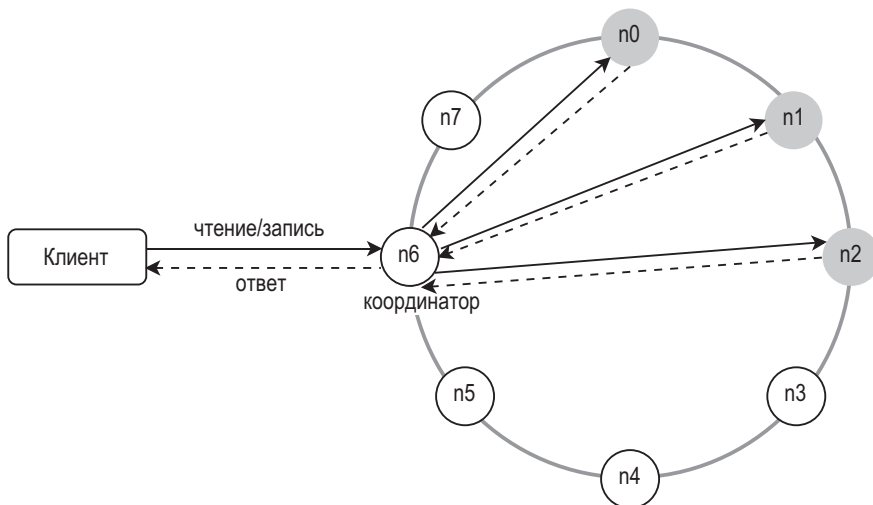 n0
n7
n1
чтение/запись
Клиент
n6
n2
ответ
координатор
n5
n3
n4